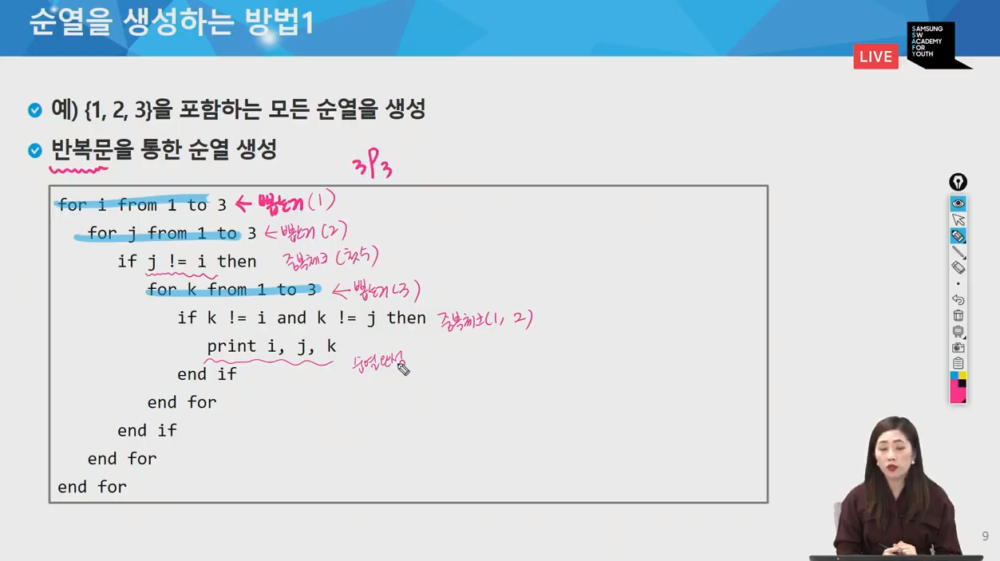 순열을 생성하는 방법1
LIVE
SAMSUNG
SW
ACADEMY
FOR
YOUTH
예) {1, 2, 3}을 포함하는 모든 순열을 생성
반복문을 통한 순열 생성
3P3
for i from 1 to 3 ← 뽑는거 (1)
for j from 1 to 3 ← 뽑는거 (2)
if j != i then 중복체크 (첫수)
for k from 1 to 3 ← 뽑는거 (3)
if k != i and k != j then 중복체크(1, 2)
print i, j, k
순열완성
end if
end for
end if
end for
end for
9